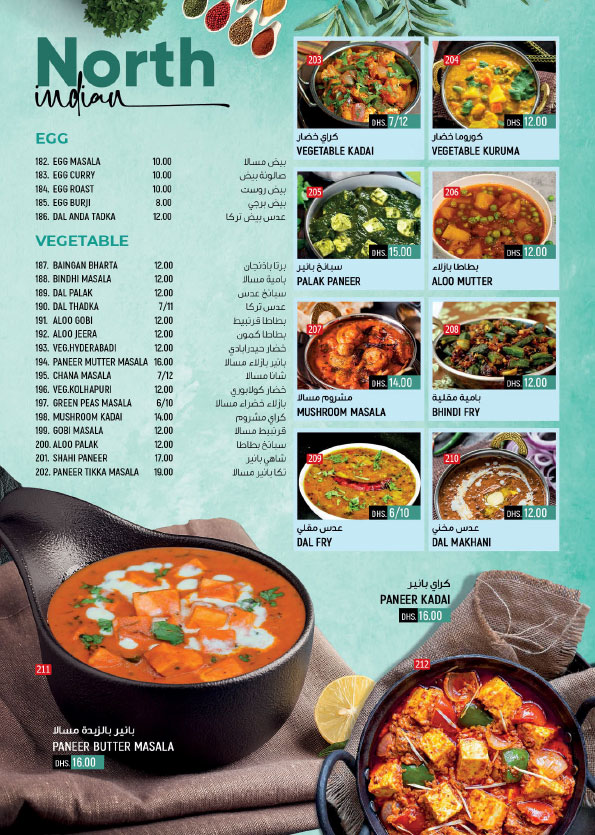 North
indian
EGG
182. EGG MASALA 10.00 بيض مسالا
183. EGG CURRY 10.00 صالونة بيض
184. EGG ROAST 10.00 بيض روست
185. EGG BURJI 8.00 بيض برجي
186. DAL ANDA TADKA 12.00 عدس بيض تركا
VEGETABLE
187. BAINGAN BHARTA 12.00 برتا باذنجان
188. BINDHI MASALA 12.00 بامية مسالا
189. DAL PALAK 12.00 سبانخ عدس
190. DAL THADKA 7/11 عدس تركا
191. ALOO GOBI 12.00 بطاطا قرنبيط
192. ALOO JEERA 12.00 بطاطا كمون
193. VEG.HYDERABADI 12.00 خضار حيدرابادي
194. PANEER MUTTER MASALA 16.00 بانير بازلاء مسالا
195. CHANA MASALA 7/12 شانا مسالا
196. VEG.KOLHAPURI 12.00 خضار كولابوري
197. GREEN PEAS MASALA 6/10 بازلاء خضراء مسالا
198. MUSHROOM KADAI 14.00 كراي مشروم
199. GOBI MASALA 12.00 قرنبيط مسالا
200. ALOO PALAK 12.00 سبانخ بطاطا
201. SHAHI PANEER 17.00 شاهي بانير
202. PANEER TIKKA MASALA 19.00 تكا بانير مسالا
203
DHS. 7/12
كراي خضار
VEGETABLE KADAI
204
DHS. 12.00
كوروما خضار
VEGETABLE KURUMA
205
DHS. 15.00
سبانخ بانير
PALAK PANEER
206
DHS. 12.00
بطاطا بازلاء
ALOO MUTTER
207
DHS. 14.00
مشروم مسالا
MUSHROOM MASALA
208
DHS. 12.00
بامية مقلية
BHINDI FRY
209
DHS. 6/10
عدس مقلي
DAL FRY
210
DHS. 12.00
عدس مخني
DAL MAKHANI
211
بانير بالزبدة مسالا
PANEER BUTTER MASALA
DHS. 16.00
كراي بانير
PANEER KADAI
DHS. 16.00
212